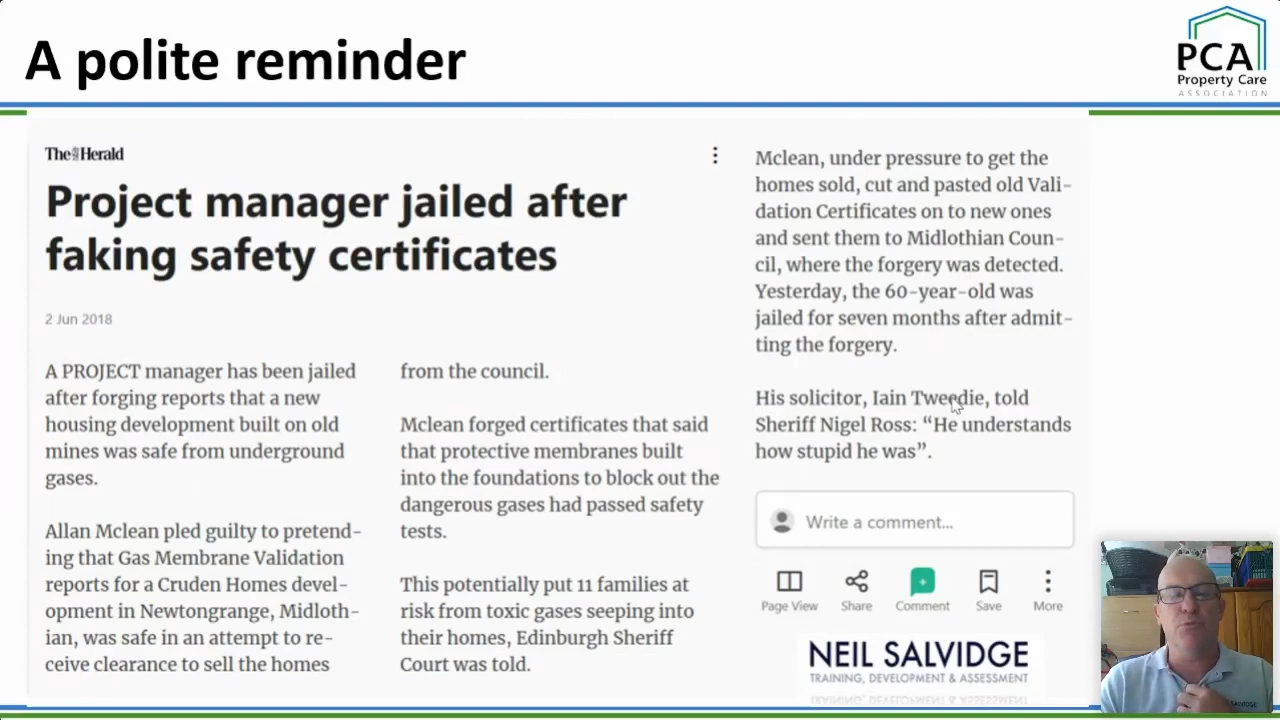 A polite reminder
PCA
Property Care
ASSOCIATION
The Herald
Project manager jailed after
faking safety certificates
2 Jun 2018
A PROJECT manager has been jailed
after forging reports that a new
housing development built on old
mines was safe from underground
gases.
Allan Mclean pled guilty to pretend-
ing that Gas Membrane Validation
reports for a Cruden Homes devel-
opment in Newtongrange, Midloth-
ian, was safe in an attempt to re-
ceive clearance to sell the homes
from the council.
Mclean forged certificates that said
that protective membranes built
into the foundations to block out the
dangerous gases had passed safety
tests.
This potentially put 11 families at
risk from toxic gases seeping into
their homes, Edinburgh Sheriff
Court was told.
Mclean, under pressure to get the
homes sold, cut and pasted old Vali-
dation Certificates on to new ones
and sent them to Midlothian Coun-
cil, where the forgery was detected.
Yesterday, the 60-year-old was
jailed for seven months after admit-
ting the forgery.
His solicitor, Iain Tweedie, told
Sheriff Nigel Ross: “He understands
how stupid he was”.
Write a comment...
Page View Share Comment Save More
NEIL SALVIDGE
TRAINING, DEVELOPMENT & ASSESSMENT
SALVIDGE